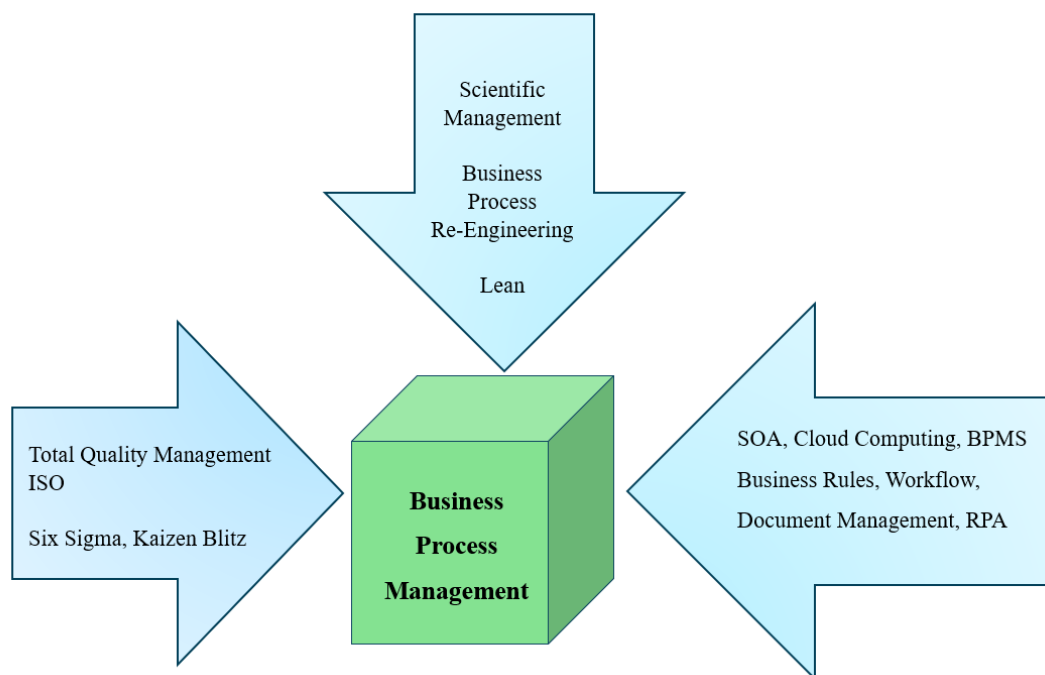 Scientific
Management
Business
Process
Re-Engineering
Lean
Total Quality Management
ISO
Six Sigma, Kaizen Blitz
Business
Process
Management
SOA, Cloud Computing, BPMS
Business Rules, Workflow,
Document Management, RPA